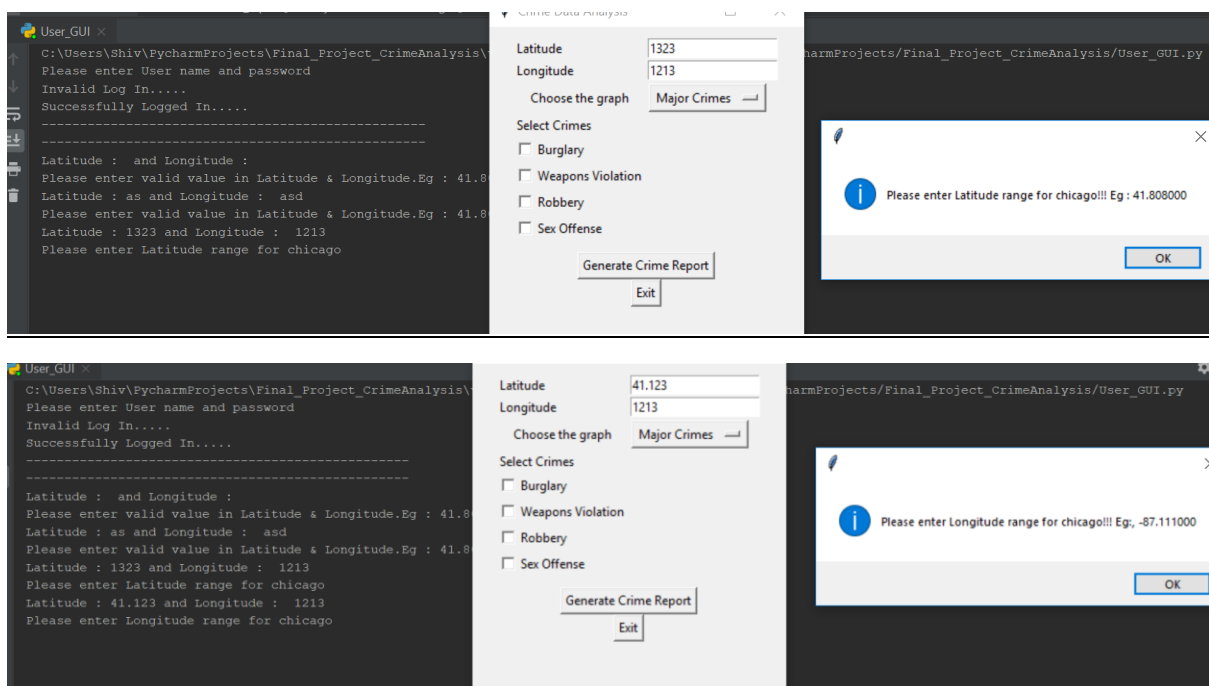 Crime Data Analysis
User_GUI ×
C:\Users\Shiv\PycharmProjects\Final_Project_CrimeAnalysis\
harmProjects/Final_Project_CrimeAnalysis/User_GUI.py
Please enter User name and password
Invalid Log In.....
Successfully Logged In.....
--------------------------------------------------
--------------------------------------------------
Latitude :  and Longitude :
Please enter valid value in Latitude & Longitude.Eg : 41.8
Latitude : as and Longitude :  asd
Please enter valid value in Latitude & Longitude.Eg : 41.8
Latitude : 1323 and Longitude :  1213
Please enter Latitude range for chicago
Latitude 1323
Longitude 1213
Choose the graph Major Crimes
Select Crimes
Burglary
Weapons Violation
Robbery
Sex Offense
Generate Crime Report
Exit
Please enter Latitude range for chicago!!! Eg : 41.808000
OK
User_GUI ×
C:\Users\Shiv\PycharmProjects\Final_Project_CrimeAnalysis\
harmProjects/Final_Project_CrimeAnalysis/User_GUI.py
Please enter User name and password
Invalid Log In.....
Successfully Logged In.....
--------------------------------------------------
--------------------------------------------------
Latitude :  and Longitude :
Please enter valid value in Latitude & Longitude.Eg : 41.8
Latitude : as and Longitude :  asd
Please enter valid value in Latitude & Longitude.Eg : 41.8
Latitude : 1323 and Longitude :  1213
Please enter Latitude range for chicago
Latitude : 41.123 and Longitude :  1213
Please enter Longitude range for chicago
Latitude 41.123
Longitude 1213
Choose the graph Major Crimes
Select Crimes
Burglary
Weapons Violation
Robbery
Sex Offense
Generate Crime Report
Exit
Please enter Longitude range for chicago!!! Eg:, -87.111000
OK